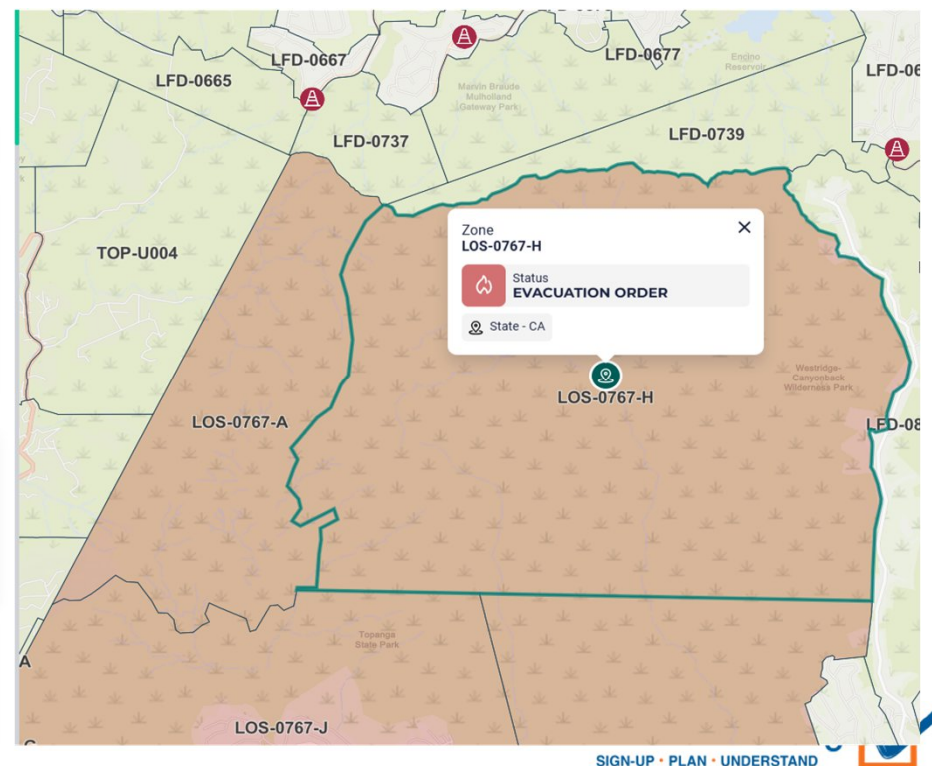 LFD-0667
LFD-0677
LFD-0665
Encino
Reservoir
LFD-06
Marvin Braude
Mulholland
Gateway Park
LFD-0737
LFD-0739
Zone
LOS-0767-H
Status
EVACUATION ORDER
State - CA
TOP-U004
Westridge-
Canyonback
Wilderness Park
LOS-0767-H
LOS-0767-A
LFD-08
Topanga
State Park
A
LOS-0767-J
SIGN-UP • PLAN • UNDERSTAND